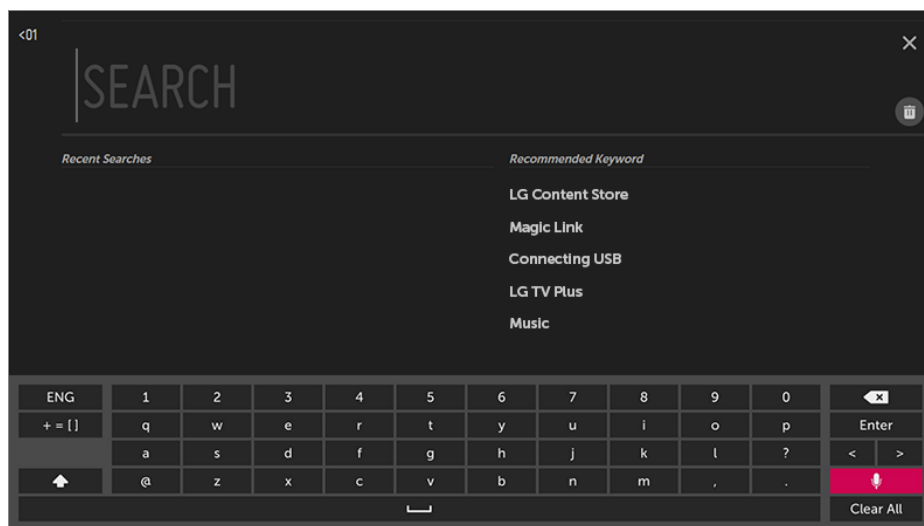 <01
SEARCH
Recent Searches
Recommended Keyword
LG Content Store
Magic Link
Connecting USB
LG TV Plus
Music
ENG 1 2 3 4 5 6 7 8 9 0
+ = [ ] q w e r t y u i o p Enter
a s d f g h j k l ? < >
@ z x c v b n m , .
Clear All